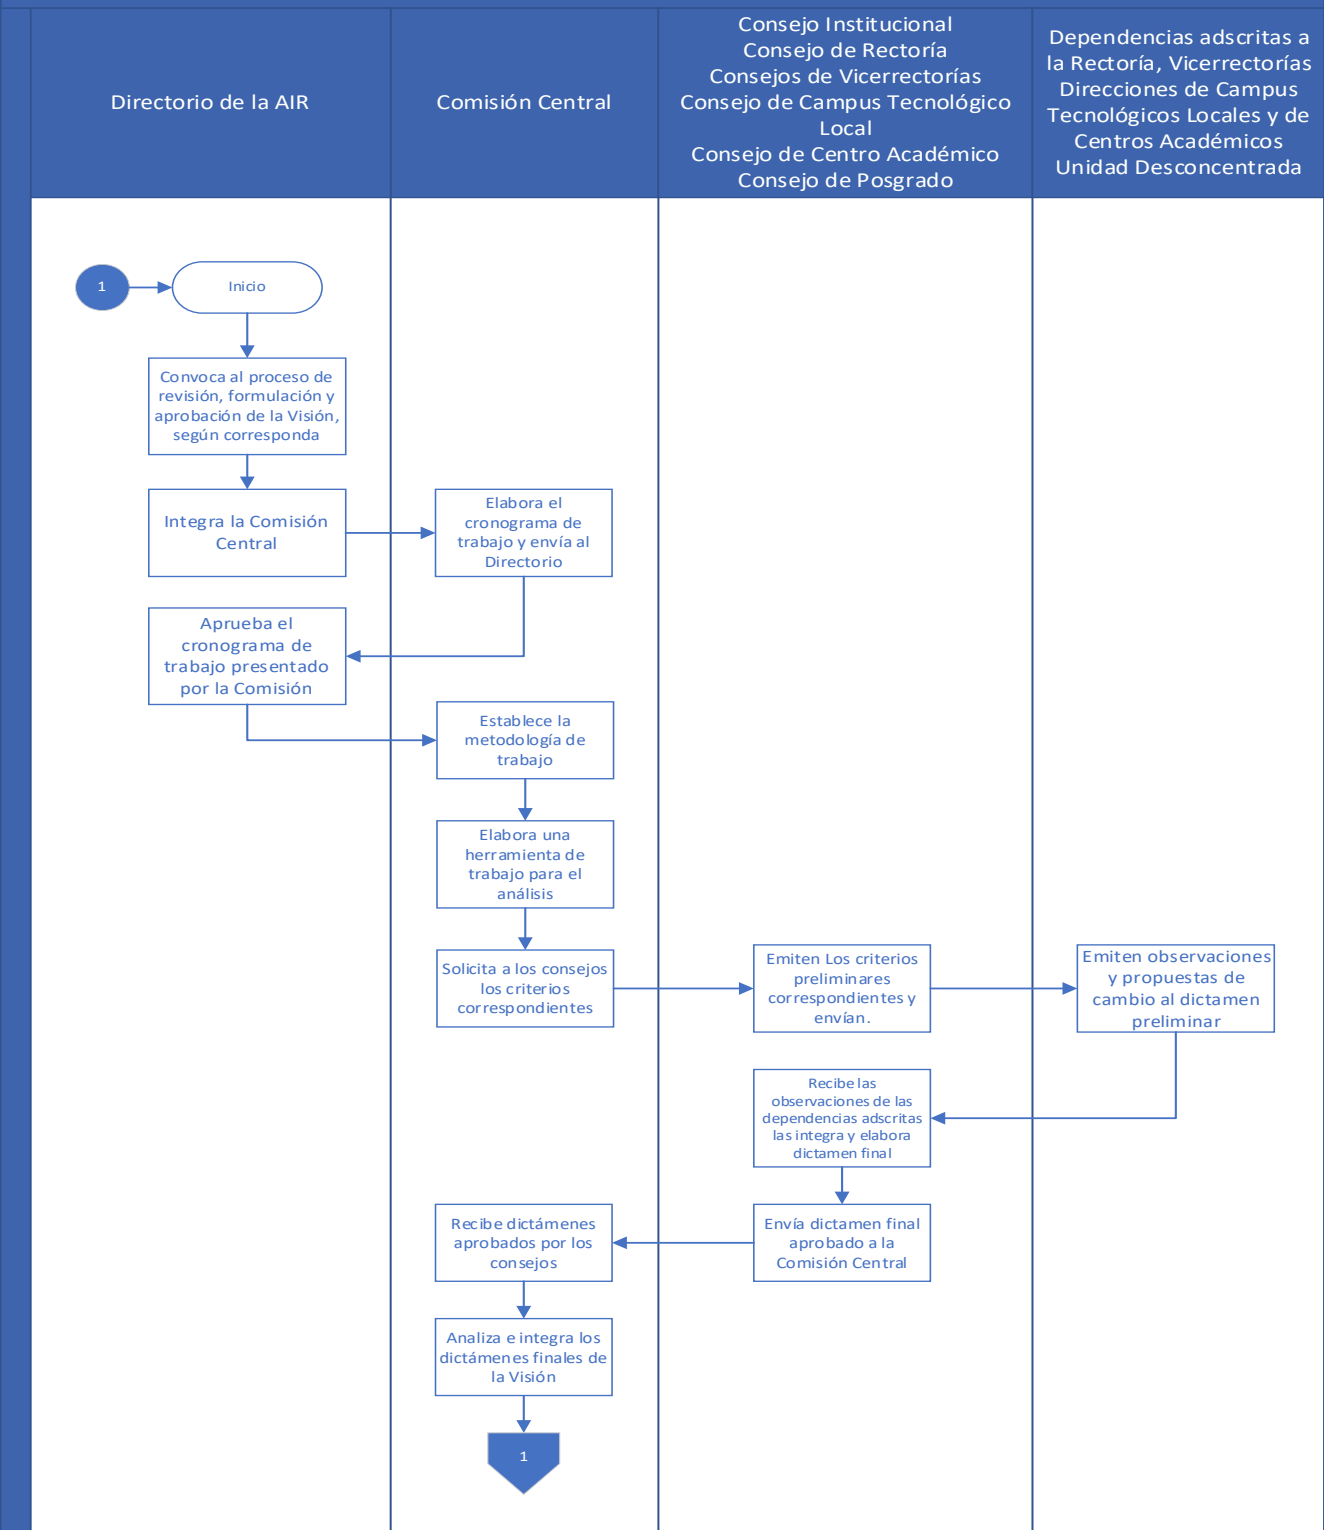 Directorio de la AIR
Comisión Central
Consejo Institucional
Consejo de Rectoría
Consejos de Vicerrectorías
Consejo de Campus Tecnológico
Local
Consejo de Centro Académico
Consejo de Posgrado
Dependencias adscritas a
la Rectoría, Vicerrectorías
Direcciones de Campus
Tecnológicos Locales y de
Centros Académicos
Unidad Desconcentrada
1
Inicio
Convoca al proceso de
revisión, formulación y
aprobación de la Visión,
según corresponda
Integra la Comisión
Central
Elabora el
cronograma de
trabajo y envía al
Directorio
Aprueba el
cronograma de
trabajo presentado
por la Comisión
Establece la
metodología de
trabajo
Elabora una
herramienta de
trabajo para el
análisis
Solicita a los consejos
los criterios
correspondientes
Emiten Los criterios
preliminares
correspondientes y
envían.
Emiten observaciones
y propuestas de
cambio al dictamen
preliminar
Recibe las
observaciones de las
dependencias adscritas
las integra y elabora
dictamen final
Envía dictamen final
aprobado a la
Comisión Central
Recibe dictámenes
aprobados por los
consejos
Analiza e integra los
dictámenes finales de
la Visión
1